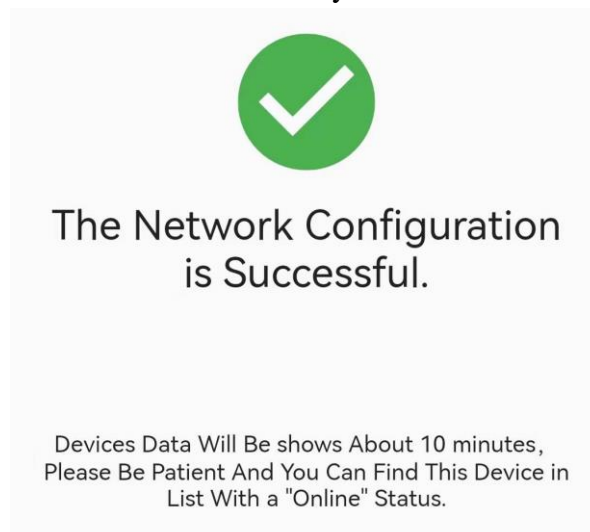 The Network Configuration
is Successful.
Devices Data Will Be shows About 10 minutes,
Please Be Patient And You Can Find This Device in
List With a "Online" Status.